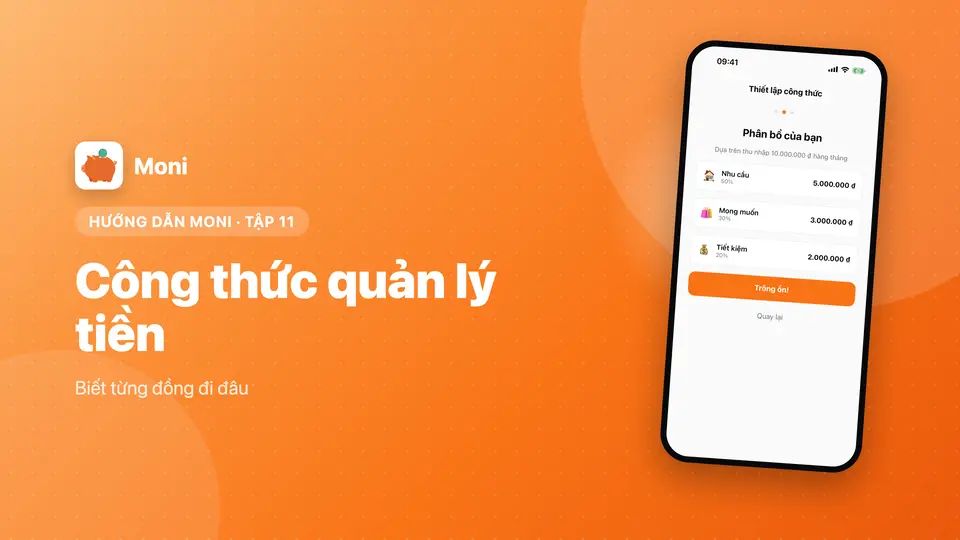 Moni
HƯỚNG DẪN MONI · TẬP 11
Công thức quản lý
tiền
Biết từng đồng đi đâu
09:41
Thiết lập công thức
Phân bổ của bạn
Dựa trên thu nhập 10.000.000 đ hàng tháng
Nhu cầu
50%
5.000.000 đ
Mong muốn
30%
3.000.000 đ
Tiết kiệm
20%
2.000.000 đ
Trông ổn!
Quay lại